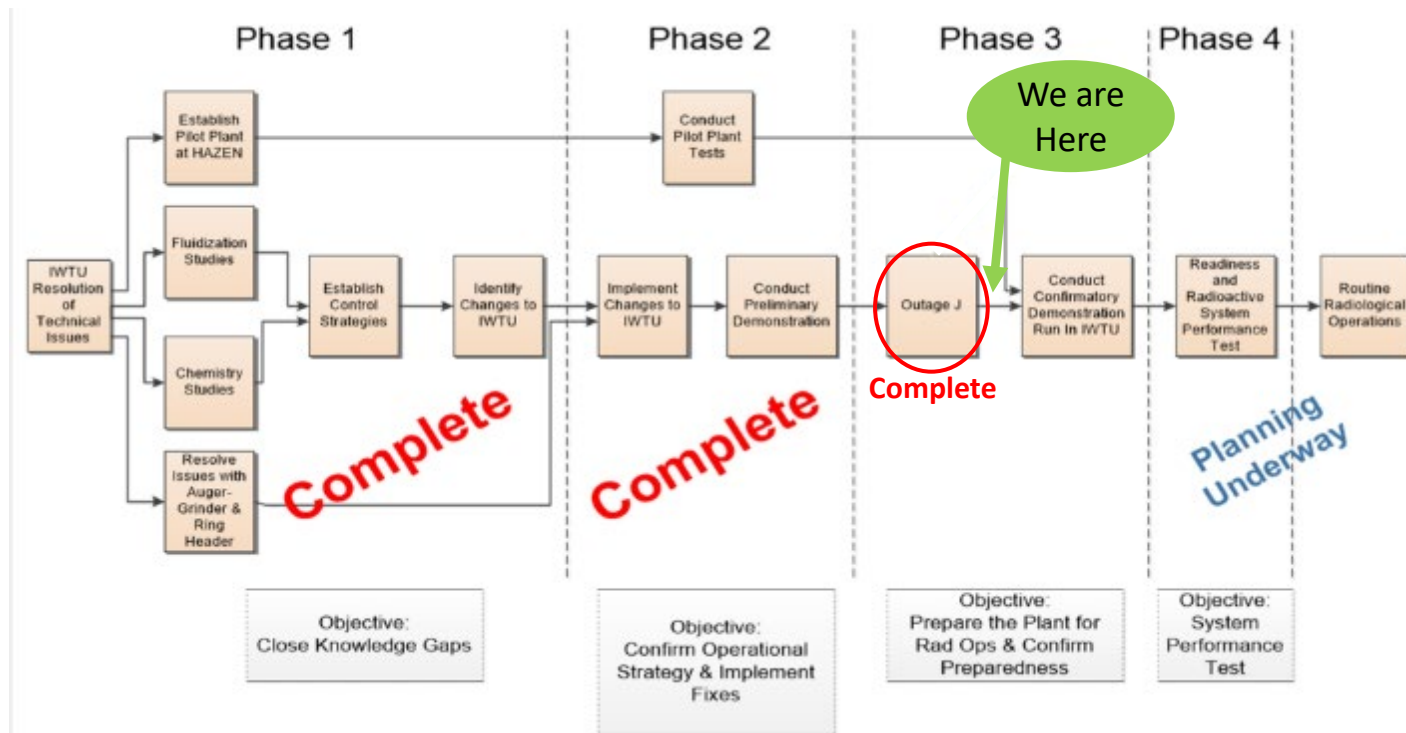 Phase 1
Phase 2
Phase 3
Phase 4
We are
Here
Establish
Pilot Plant
at HAZEN
Conduct
Pilot Plant
Tests
Fluidization
Studies
IWTU
Resolution
of
Technical
Issues
Establish
Control
Strategies
Identify
Changes to
IWTU
Implement
Changes to
IWTU
Conduct
Preliminary
Demonstration
Outage J
Conduct
Confirmatory
Demonstration
Run In IWTU
Readiness
and
Radioactive
System
Performance
Test
Routine
Radiological
Operations
Chemistry
Studies
Complete
Complete
Complete
Planning
Underway
Resolve
Issues with
Auger-
Grinder &
Ring
Header
Objective:
Close Knowledge Gaps
Objective:
Confirm Operational
Strategy & Implement
Fixes
Objective:
Prepare the Plant for
Rad Ops & Confirm
Preparedness
Objective:
System
Performance
Test